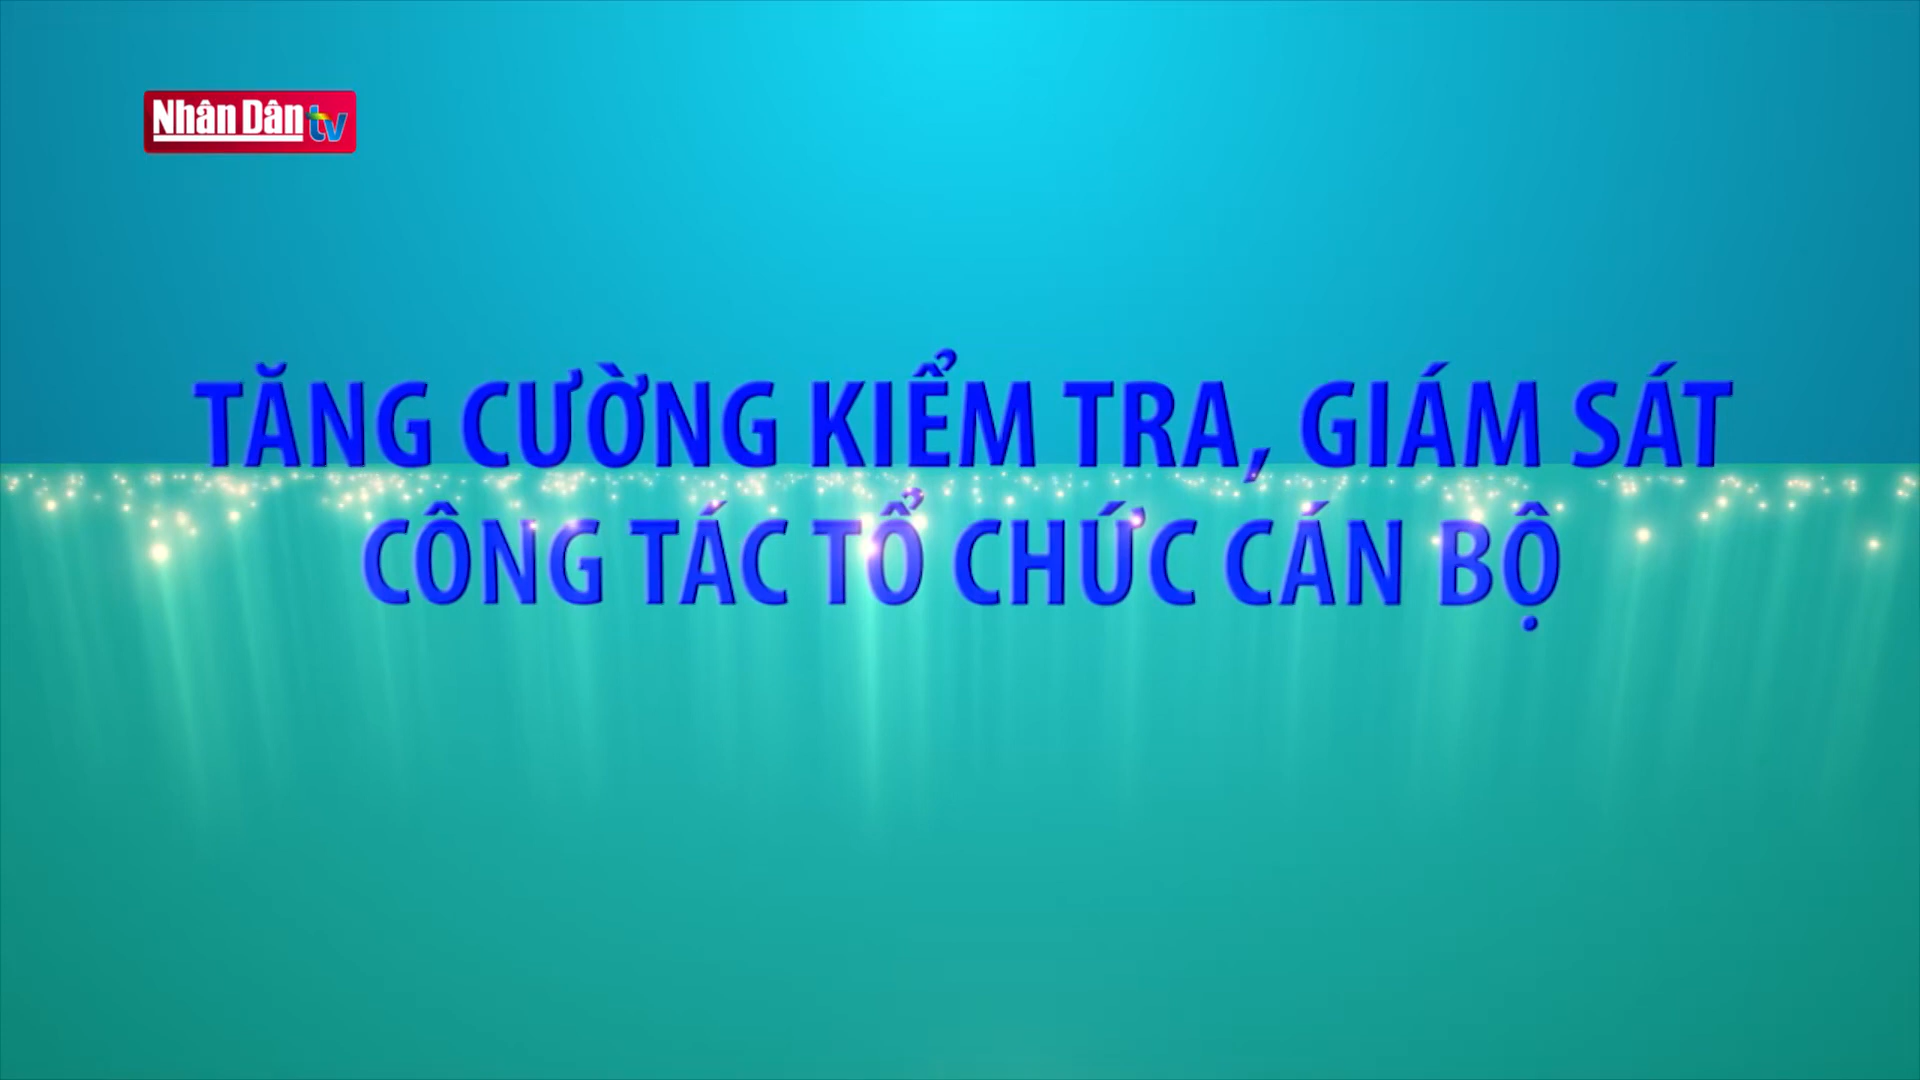 Nhân Dân tv
TĂNG CƯỜNG KIỂM TRA, GIÁM SÁT
CÔNG TÁC TỔ CHỨC CÁN BỘ